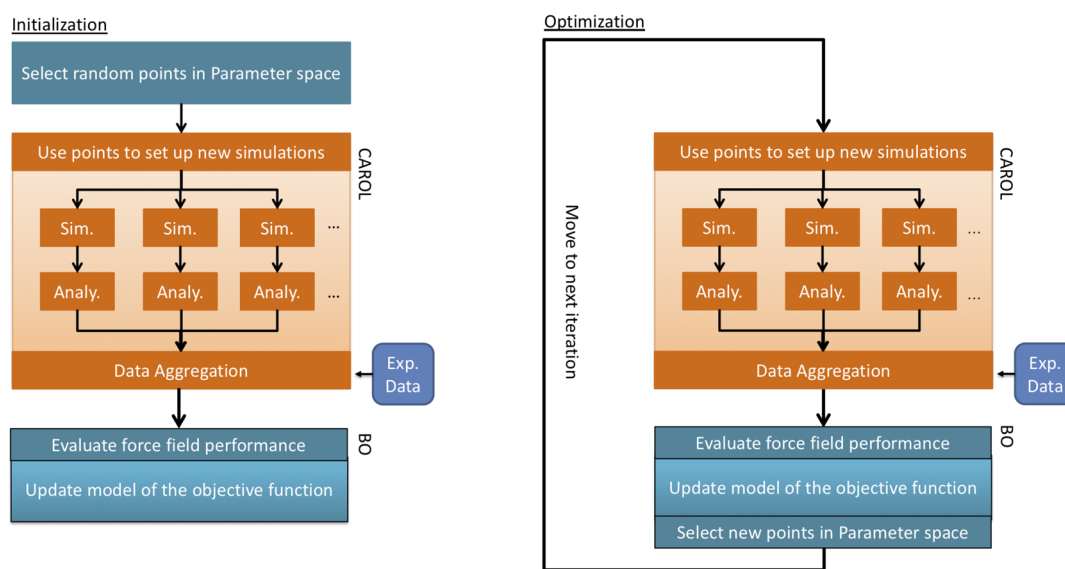 Initialization
Select random points in Parameter space
Use points to set up new simulations
CAROL
Sim.
Sim.
Sim.
...
Analy.
Analy.
Analy.
...
Data Aggregation
Exp.
Data
Evaluate force field performance
BO
Update model of the objective function
Optimization
Move to next iteration
Use points to set up new simulations
CAROL
Sim.
Sim.
Sim.
...
Analy.
Analy.
Analy.
...
Data Aggregation
Exp.
Data
Evaluate force field performance
BO
Update model of the objective function
Select new points in Parameter space